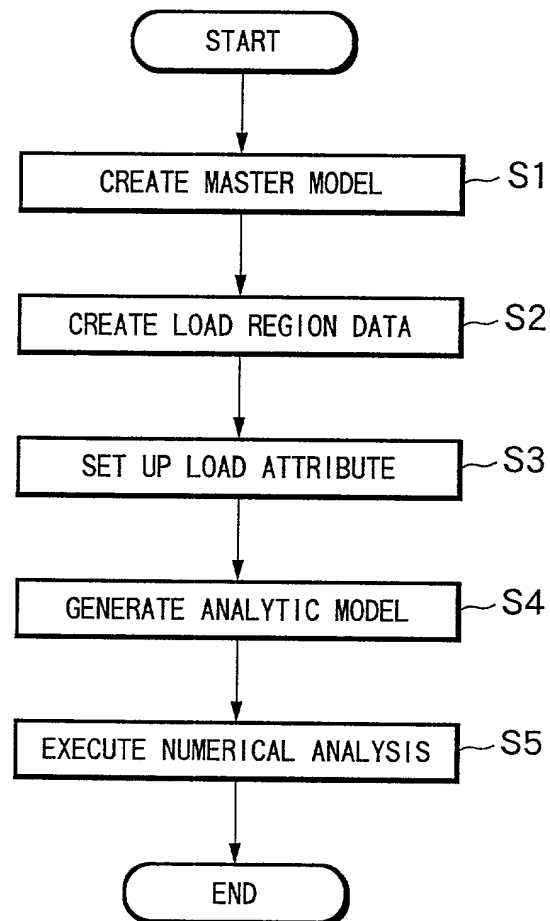 START
CREATE MASTER MODEL S1
CREATE LOAD REGION DATA S2
SET UP LOAD ATTRIBUTE S3
GENERATE ANALYTIC MODEL S4
EXECUTE NUMERICAL ANALYSIS S5
END